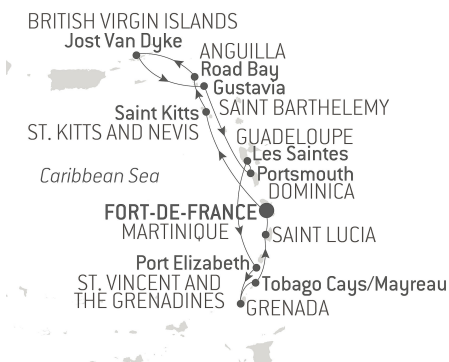 BRITISH VIRGIN ISLANDS
Jost Van Dyke
ANGUILLA
Road Bay
Gustavia
SAINT BARTHELEMY
Saint Kitts
ST. KITTS AND NEVIS
GUADELOUPE
Les Saintes
Caribbean Sea
Portsmouth
DOMINICA
FORT-DE-FRANCE
MARTINIQUE
SAINT LUCIA
Port Elizabeth
ST. VINCENT AND
THE GRENADINES
Tobago Cays/Mayreau
GRENADA